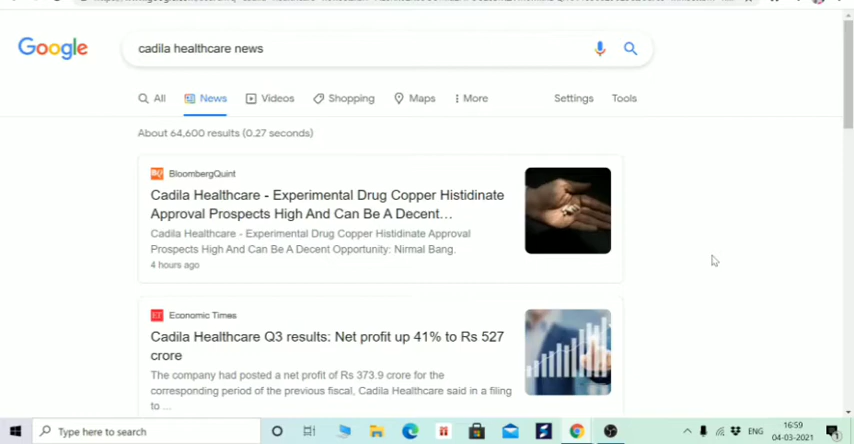 Google
cadila healthcare news
All News Videos Shopping Maps More Settings Tools
About 64,600 results (0.27 seconds)
BQ BloombergQuint
Cadila Healthcare - Experimental Drug Copper Histidinate
Approval Prospects High And Can Be A Decent…
Cadila Healthcare - Experimental Drug Copper Histidinate Approval
Prospects High And Can Be A Decent Opportunity: Nirmal Bang.
4 hours ago
ET Economic Times
Cadila Healthcare Q3 results: Net profit up 41% to Rs 527
crore
The company had posted a net profit of Rs 373.9 crore for the
corresponding period of the previous fiscal, Cadila Healthcare said in a filing
to ...
Type here to search
ENG
16:59
04-03-2021